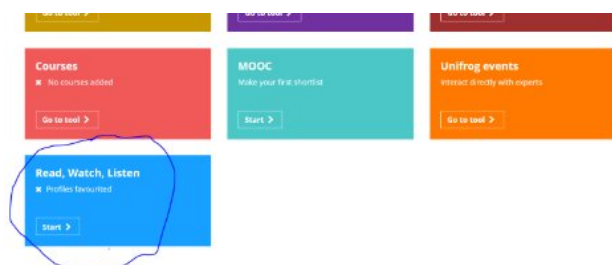 Go to tool >
Go to tool >
Go to tool >
Courses
✖ No courses added
Go to tool >
MOOC
Make your first shortlist
Start >
Unifrog events
Interact directly with experts
Go to tool >
Read, Watch, Listen
✖ Profiles favourited
Start >